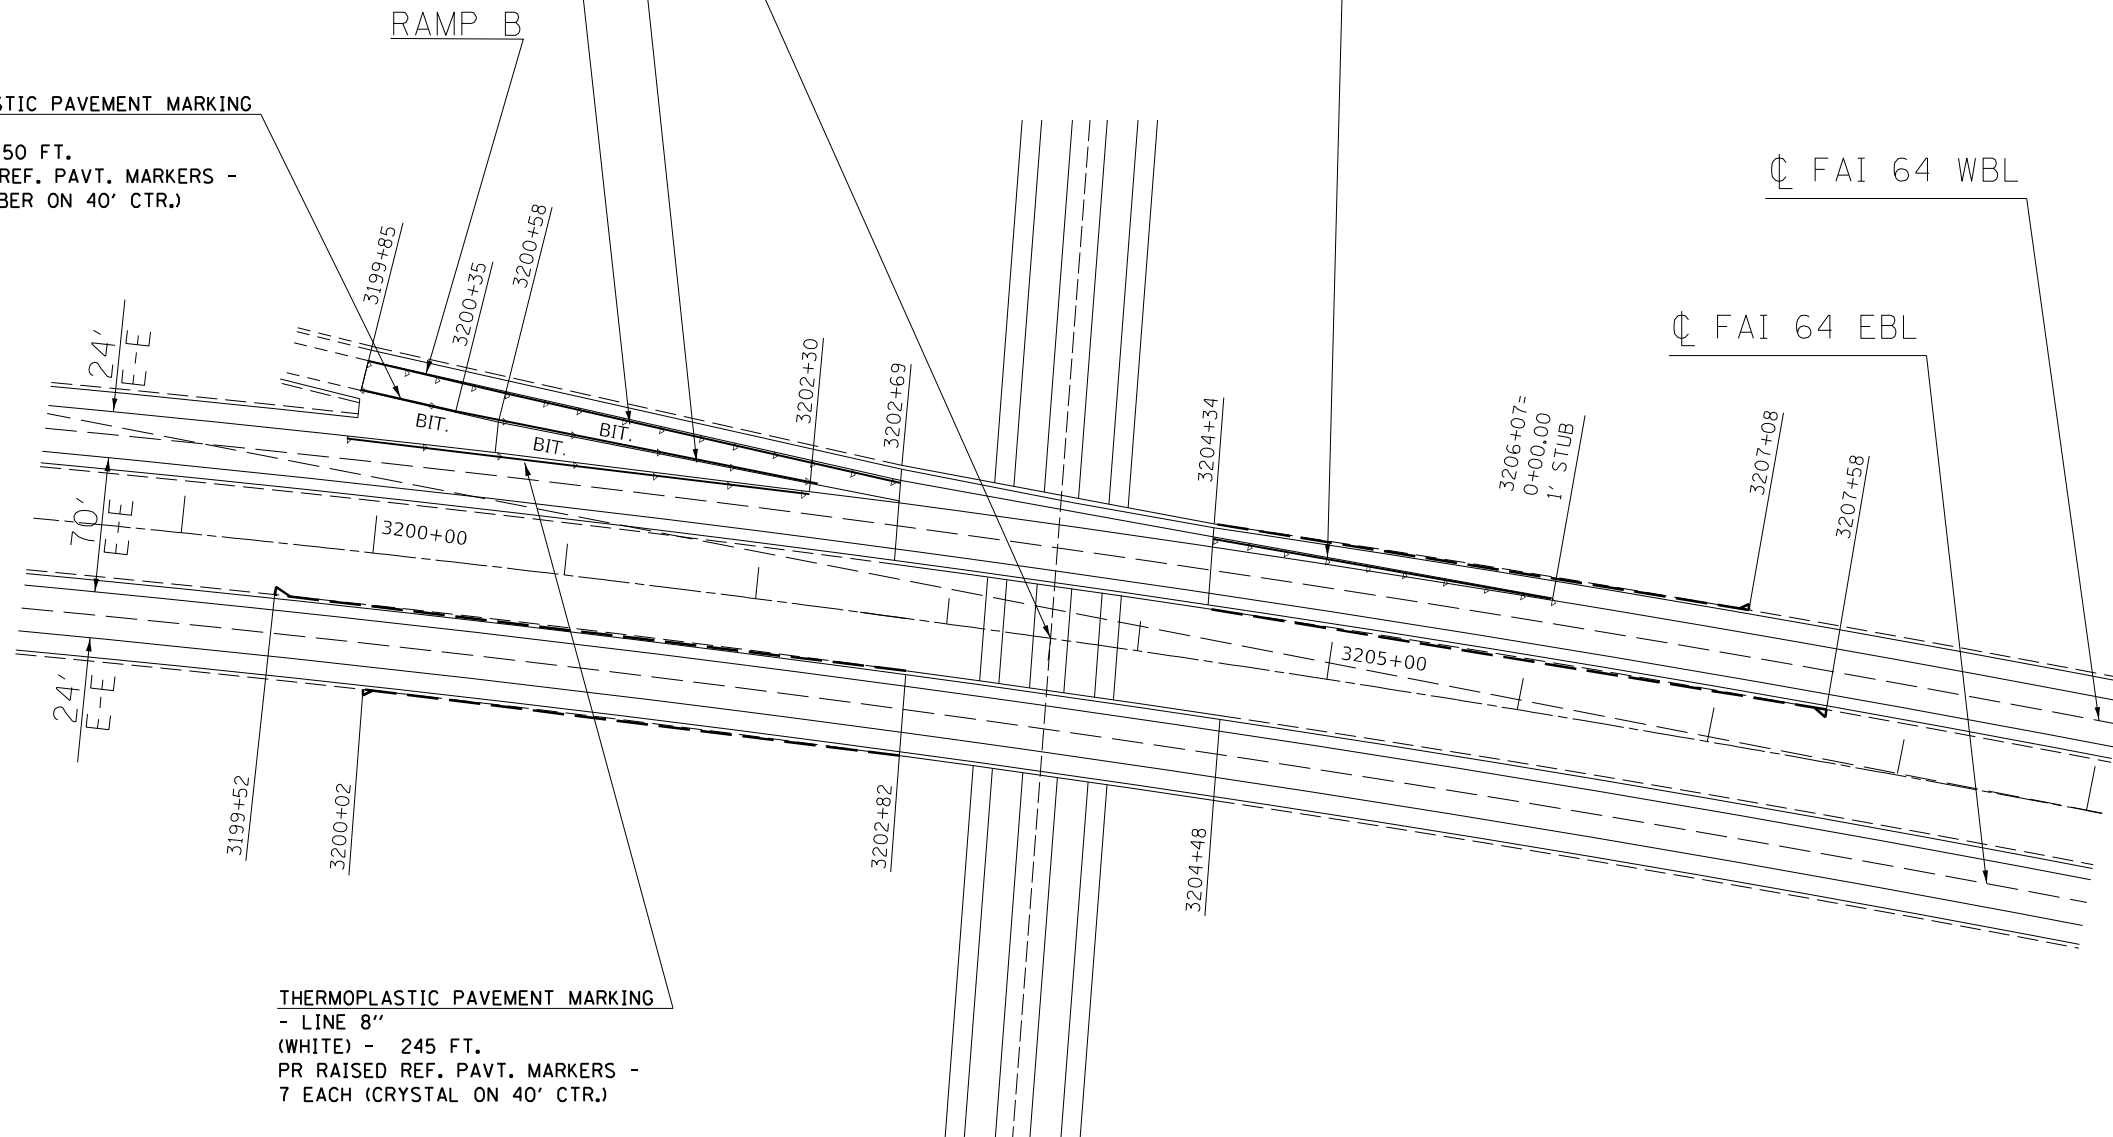 RAMP B
STIC PAVEMENT MARKING
50 FT.
REF. PAVT. MARKERS -
BER ON 40' CTR.)
℄ FAI 64 WBL
℄ FAI 64 EBL
3199+85
3200+35
3200+58
3202+30
3202+69
3204+34
3206+07=
0+00.00
1' STUB
3207+08
3207+58
24'
E-E
BIT.
BIT.
BIT.
70'
E-E
3200+00
3205+00
24'
E-E
3199+52
3200+02
3202+82
3204+48
THERMOPLASTIC PAVEMENT MARKING
- LINE 8"
(WHITE) - 245 FT.
PR RAISED REF. PAVT. MARKERS -
7 EACH (CRYSTAL ON 40' CTR.)